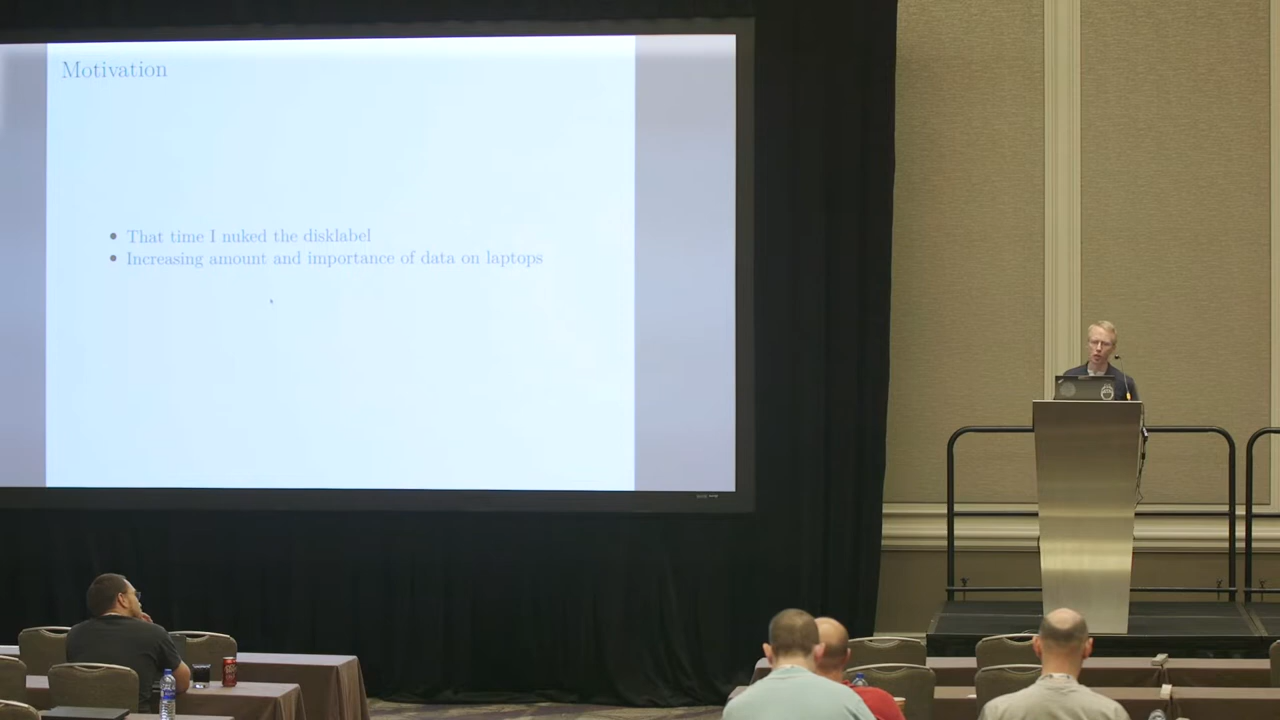 Motivation
• That time I nuked the disklabel
• Increasing amount and importance of data on laptops